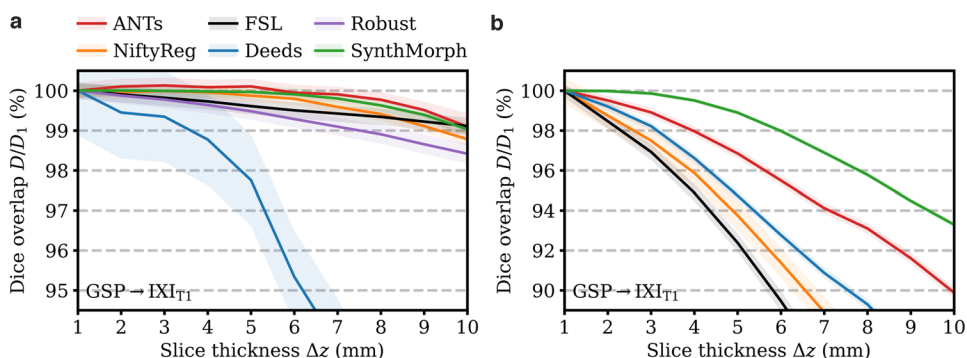 a
ANTs FSL Robust
NiftyReg Deeds SynthMorph
Dice overlap D/D₁ (%)
100
99
98
97
96
95
GSP → IXI_T1
1 2 3 4 5 6 7 8 9 10
Slice thickness Δz (mm)
b
Dice overlap D/D₁ (%)
100
98
96
94
92
90
GSP → IXI_T1
1 2 3 4 5 6 7 8 9 10
Slice thickness Δz (mm)